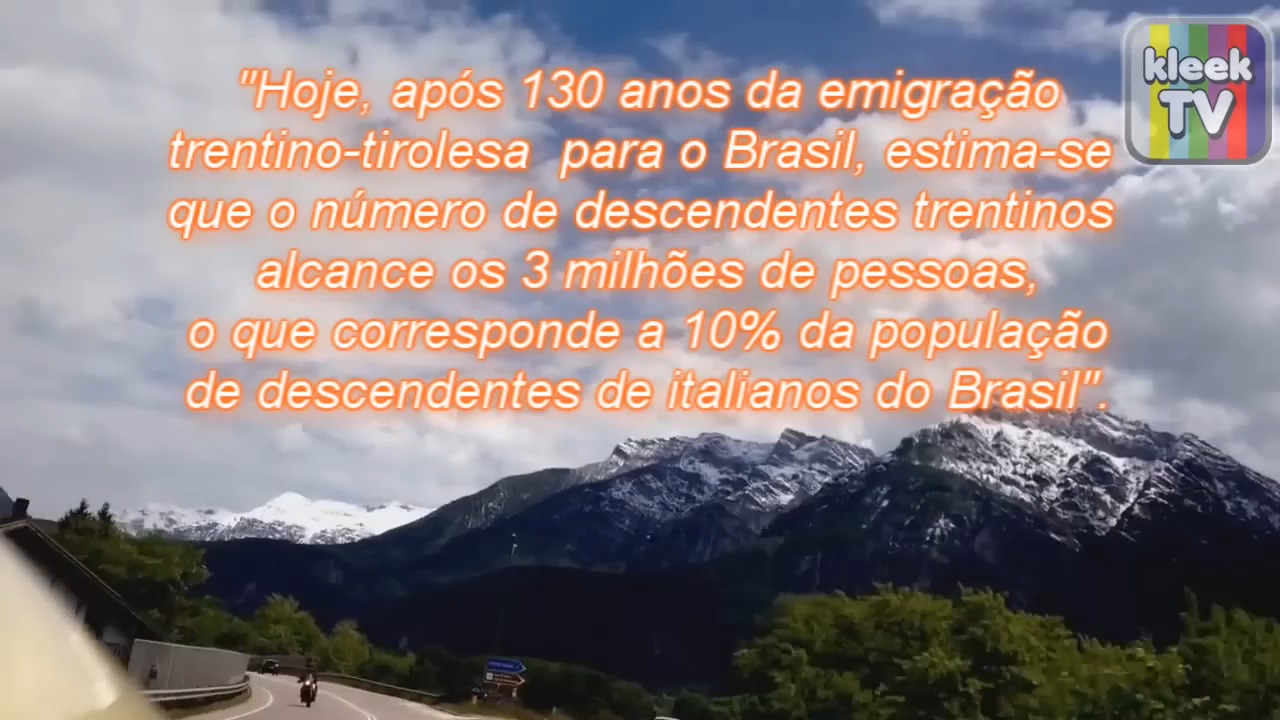 "Hoje, após 130 anos da emigração
trentino-tirolesa  para o Brasil, estima-se
que o número de descendentes trentinos
alcance os 3 milhões de pessoas,
o que corresponde a 10% da população
de descendentes de italianos do Brasil".
kleek
TV